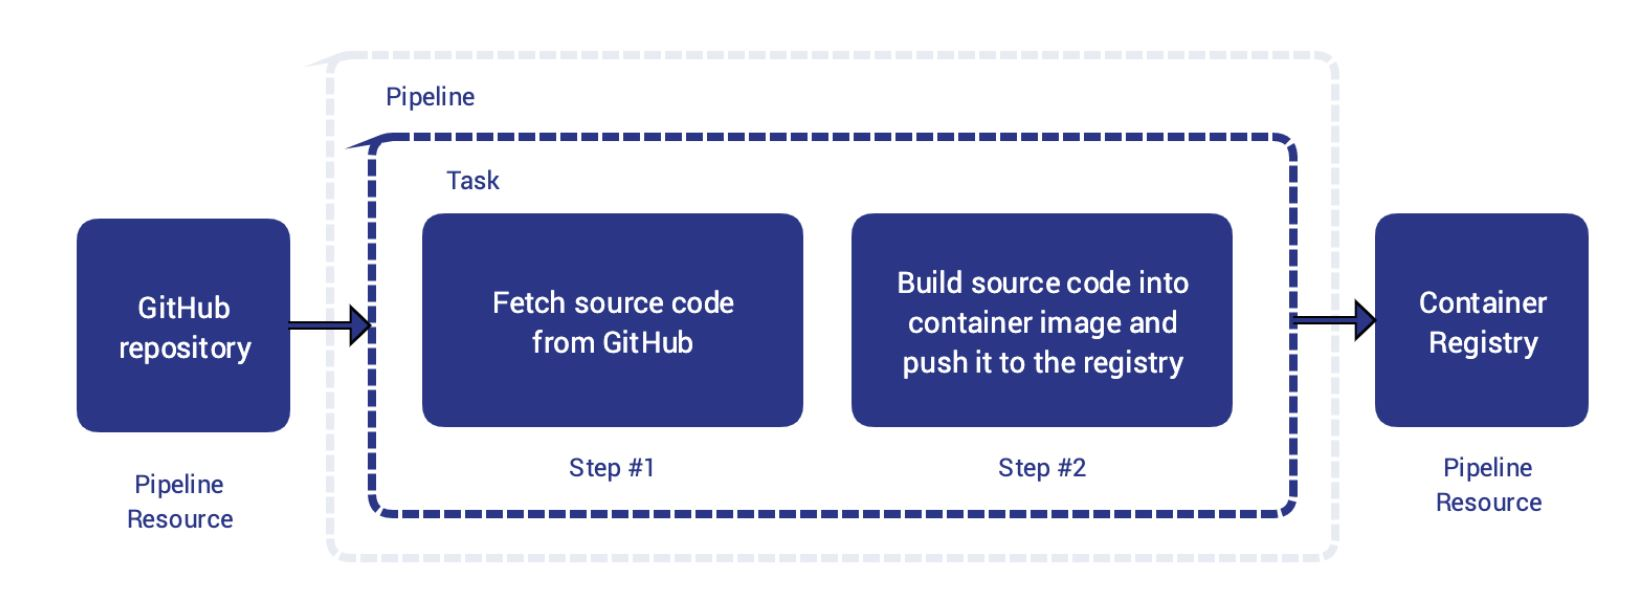 Pipeline
Task
GitHub
repository
Pipeline
Resource
Fetch source code
from GitHub
Step #1
Build source code into
container image and
push it to the registry
Step #2
Container
Registry
Pipeline
Resource